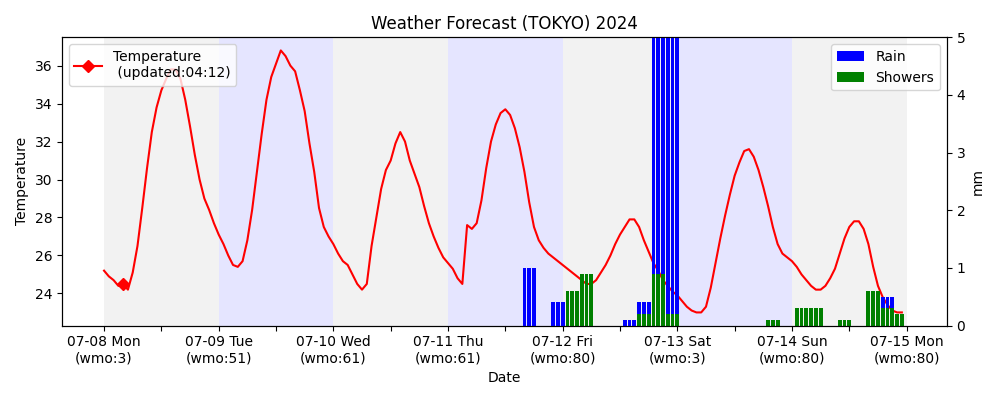 Weather Forecast (TOKYO) 2024
Temperature
(updated:04:12)
Rain
Showers
Temperature
36
34
32
30
28
26
24
5
4
3
2
1
0
mm
07-08 Mon
(wmo:3)
07-09 Tue
(wmo:51)
07-10 Wed
(wmo:61)
07-11 Thu
(wmo:61)
07-12 Fri
(wmo:80)
07-13 Sat
(wmo:3)
07-14 Sun
(wmo:80)
07-15 Mon
(wmo:80)
Date